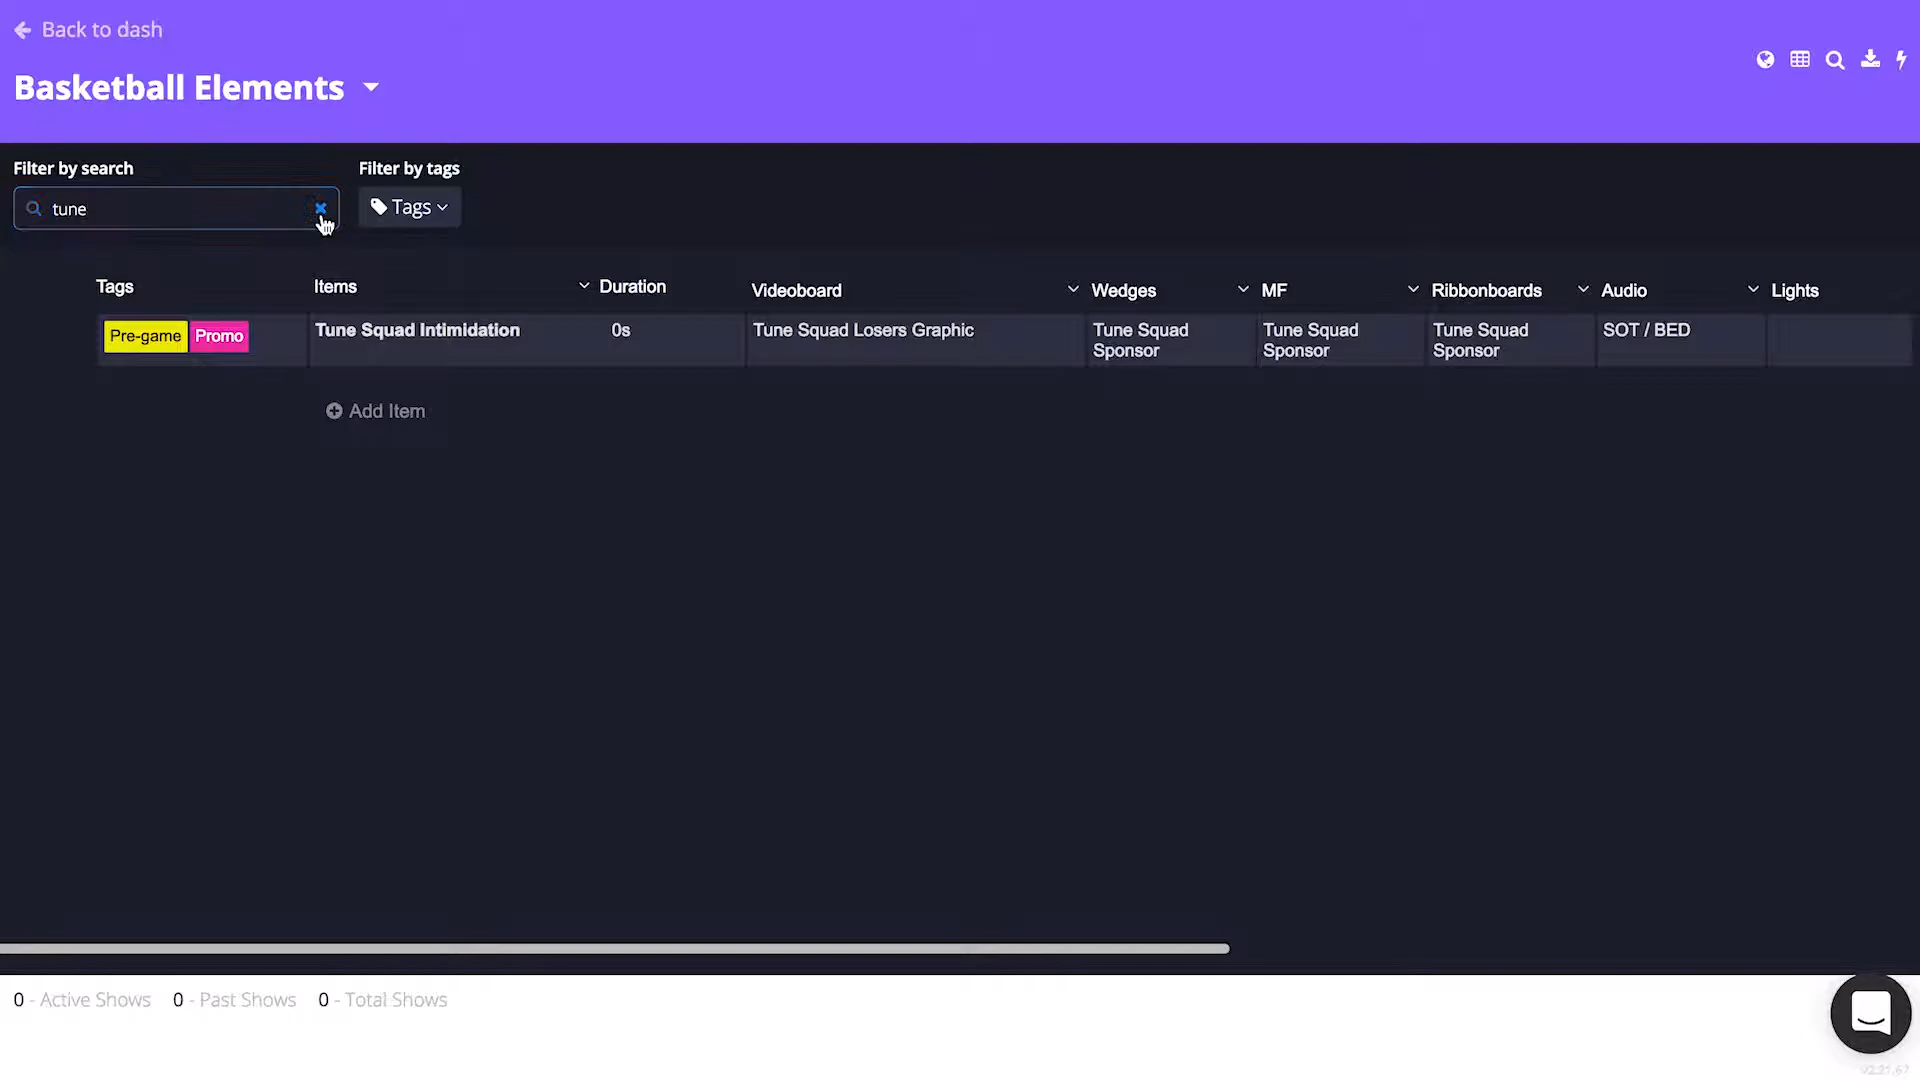 Back to dash
Basketball Elements
Filter by search
Filter by tags
tune
Tags
Tags
Items
Duration
Videoboard
Wedges
MF
Ribbonboards
Audio
Lights
Pre-game
Promo
Tune Squad Intimidation
0s
Tune Squad Losers Graphic
Tune Squad
Sponsor
Tune Squad
Sponsor
Tune Squad
Sponsor
SOT / BED
Add Item
0 - Active Shows
0 - Past Shows
0 - Total Shows